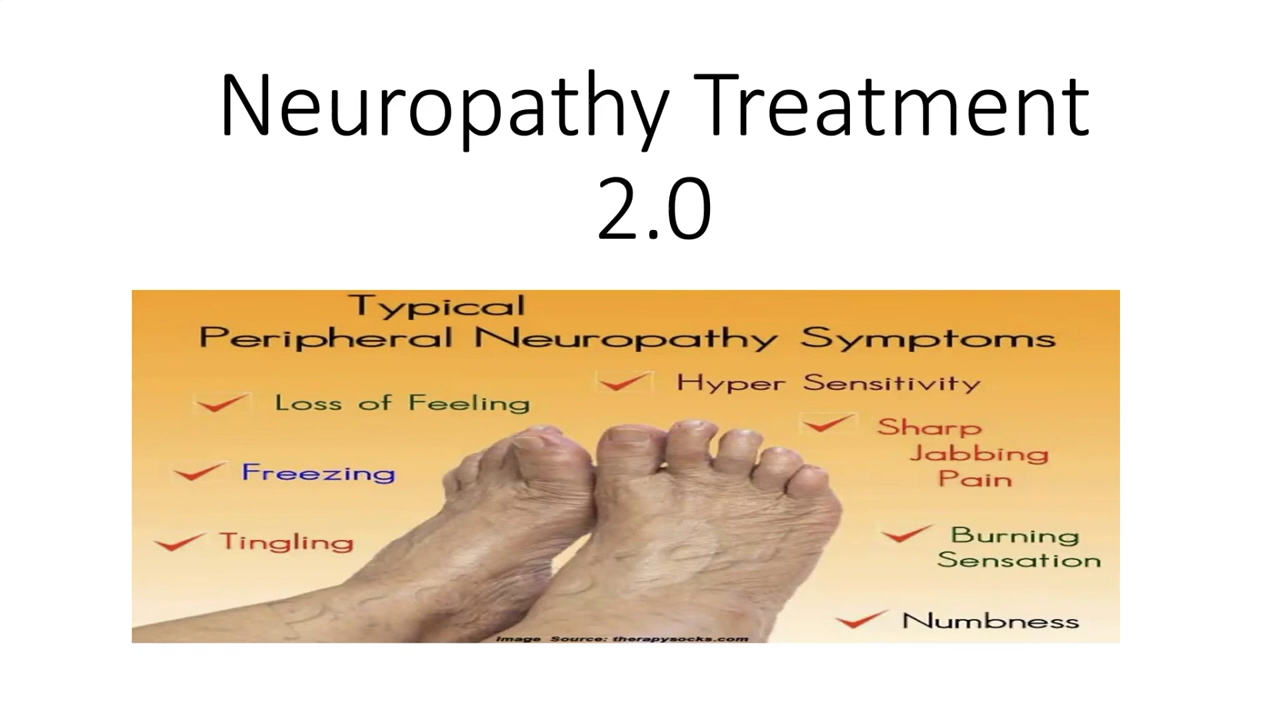 Neuropathy Treatment
2.0
Typical
Peripheral Neuropathy Symptoms
Hyper Sensitivity
Loss of Feeling
Sharp
Jabbing
Pain
Freezing
Tingling
Burning
Sensation
Numbness
Image Source: therapysocks.com